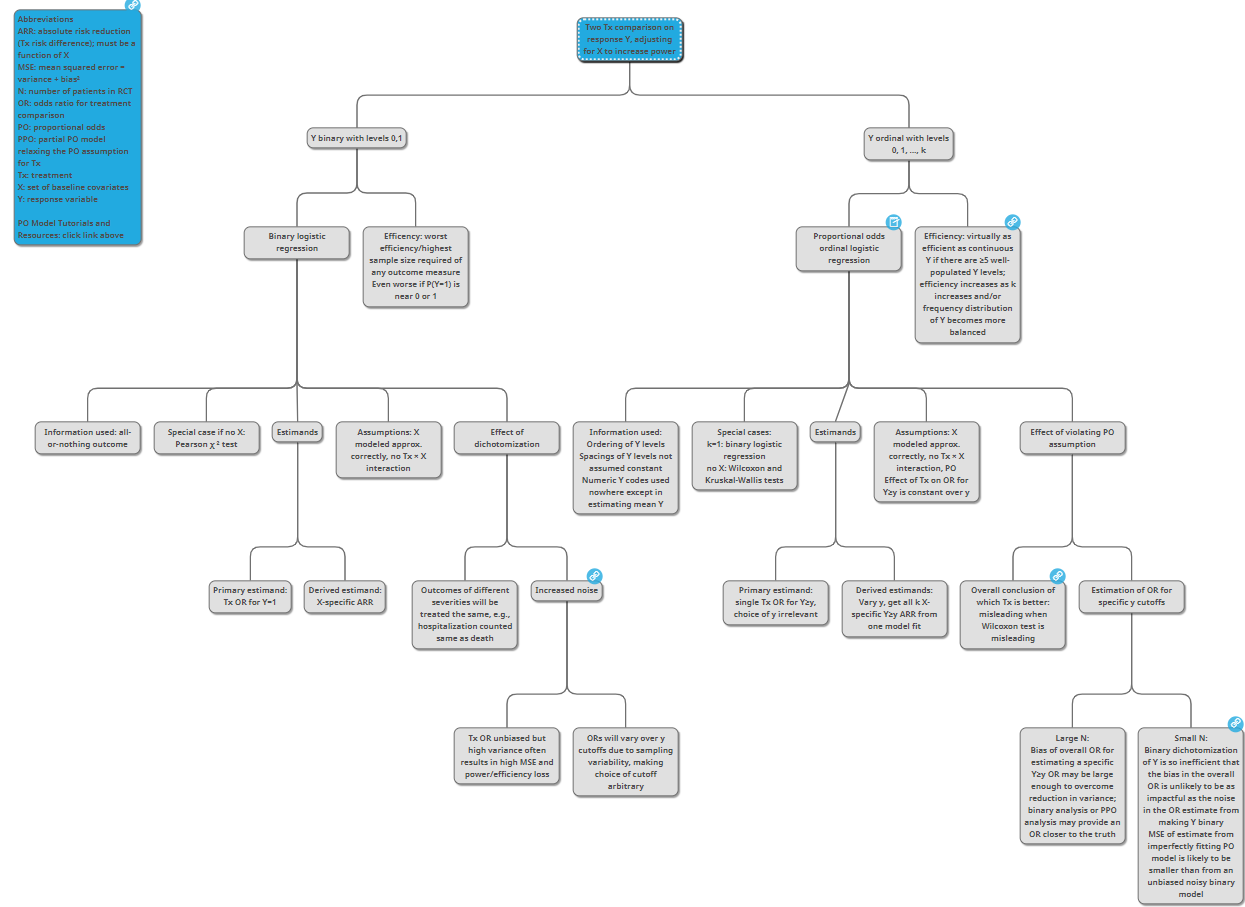 Abbreviations
ARR: absolute risk reduction
(Tx risk difference); must be a
function of X
MSE: mean squared error =
variance + bias²
N: number of patients in RCT
OR: odds ratio for treatment
comparison
PO: proportional odds
PPO: partial PO model
relaxing the PO assumption
for Tx
Tx: treatment
X: set of baseline covariates
Y: response variable
PO Model Tutorials and
Resources: click link above
Two Tx comparison on
response Y, adjusting
for X to increase power
Y binary with levels 0,1
Y ordinal with levels
0, 1, ..., k
Binary logistic
regression
Efficency: worst
efficiency/highest
sample size required of
any outcome measure
Even worse if P(Y=1) is
near 0 or 1
Proportional odds
ordinal logistic
regression
Efficiency: virtually as
efficient as continuous
Y if there are ≥5 well-
populated Y levels;
efficiency increases as k
increases and/or
frequency distribution
of Y becomes more
balanced
Information used: all-
or-nothing outcome
Special case if no X:
Pearson χ² test
Estimands
Assumptions: X
modeled approx.
correctly, no Tx × X
interaction
Effect of
dichotomization
Information used:
Ordering of Y levels
Spacings of Y levels not
assumed constant
Numeric Y codes used
nowhere except in
estimating mean Y
Special cases:
k=1: binary logistic
regression
no X: Wilcoxon and
Kruskal-Wallis tests
Estimands
Assumptions: X
modeled approx.
correctly, no Tx × X
interaction, PO
Effect of Tx on OR for
Y≥y is constant over y
Effect of violating PO
assumption
Primary estimand:
Tx OR for Y=1
Derived estimand:
X-specific ARR
Outcomes of different
severities will be
treated the same, e.g.,
hospitalization counted
same as death
Increased noise
Primary estimand:
single Tx OR for Y≥y,
choice of y irrelevant
Derived estimands:
Vary y, get all k X-
specific Y≥y ARR from
one model fit
Overall conclusion of
which Tx is better:
misleading when
Wilcoxon test is
misleading
Estimation of OR for
specific y cutoffs
Tx OR unbiased but
high variance often
results in high MSE and
power/efficiency loss
ORs will vary over y
cutoffs due to sampling
variability, making
choice of cutoff
arbitrary
Large N:
Bias of overall OR for
estimating a specific
Y≥y OR may be large
enough to overcome
reduction in variance;
binary analysis or PPO
analysis may provide an
OR closer to the truth
Small N:
Binary dichotomization
of Y is so inefficient that
the bias in the overall
OR is unlikely to be as
impactful as the noise
in the OR estimate from
making Y binary
MSE of estimate from
imperfectly fitting PO
model is likely to be
smaller than from an
unbiased noisy binary
model